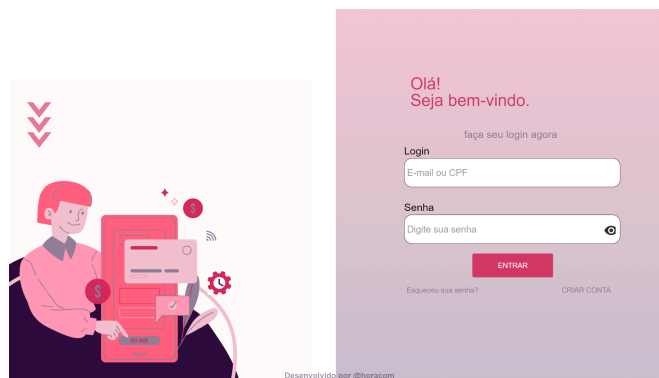 Olá!
Seja bem-vindo.
faça seu login agora
Login
E-mail ou CPF
Senha
Digite sua senha
ENTRAR
Esqueceu sua senha?
CRIAR CONTA
$
$
Desenvolvido por @horacom